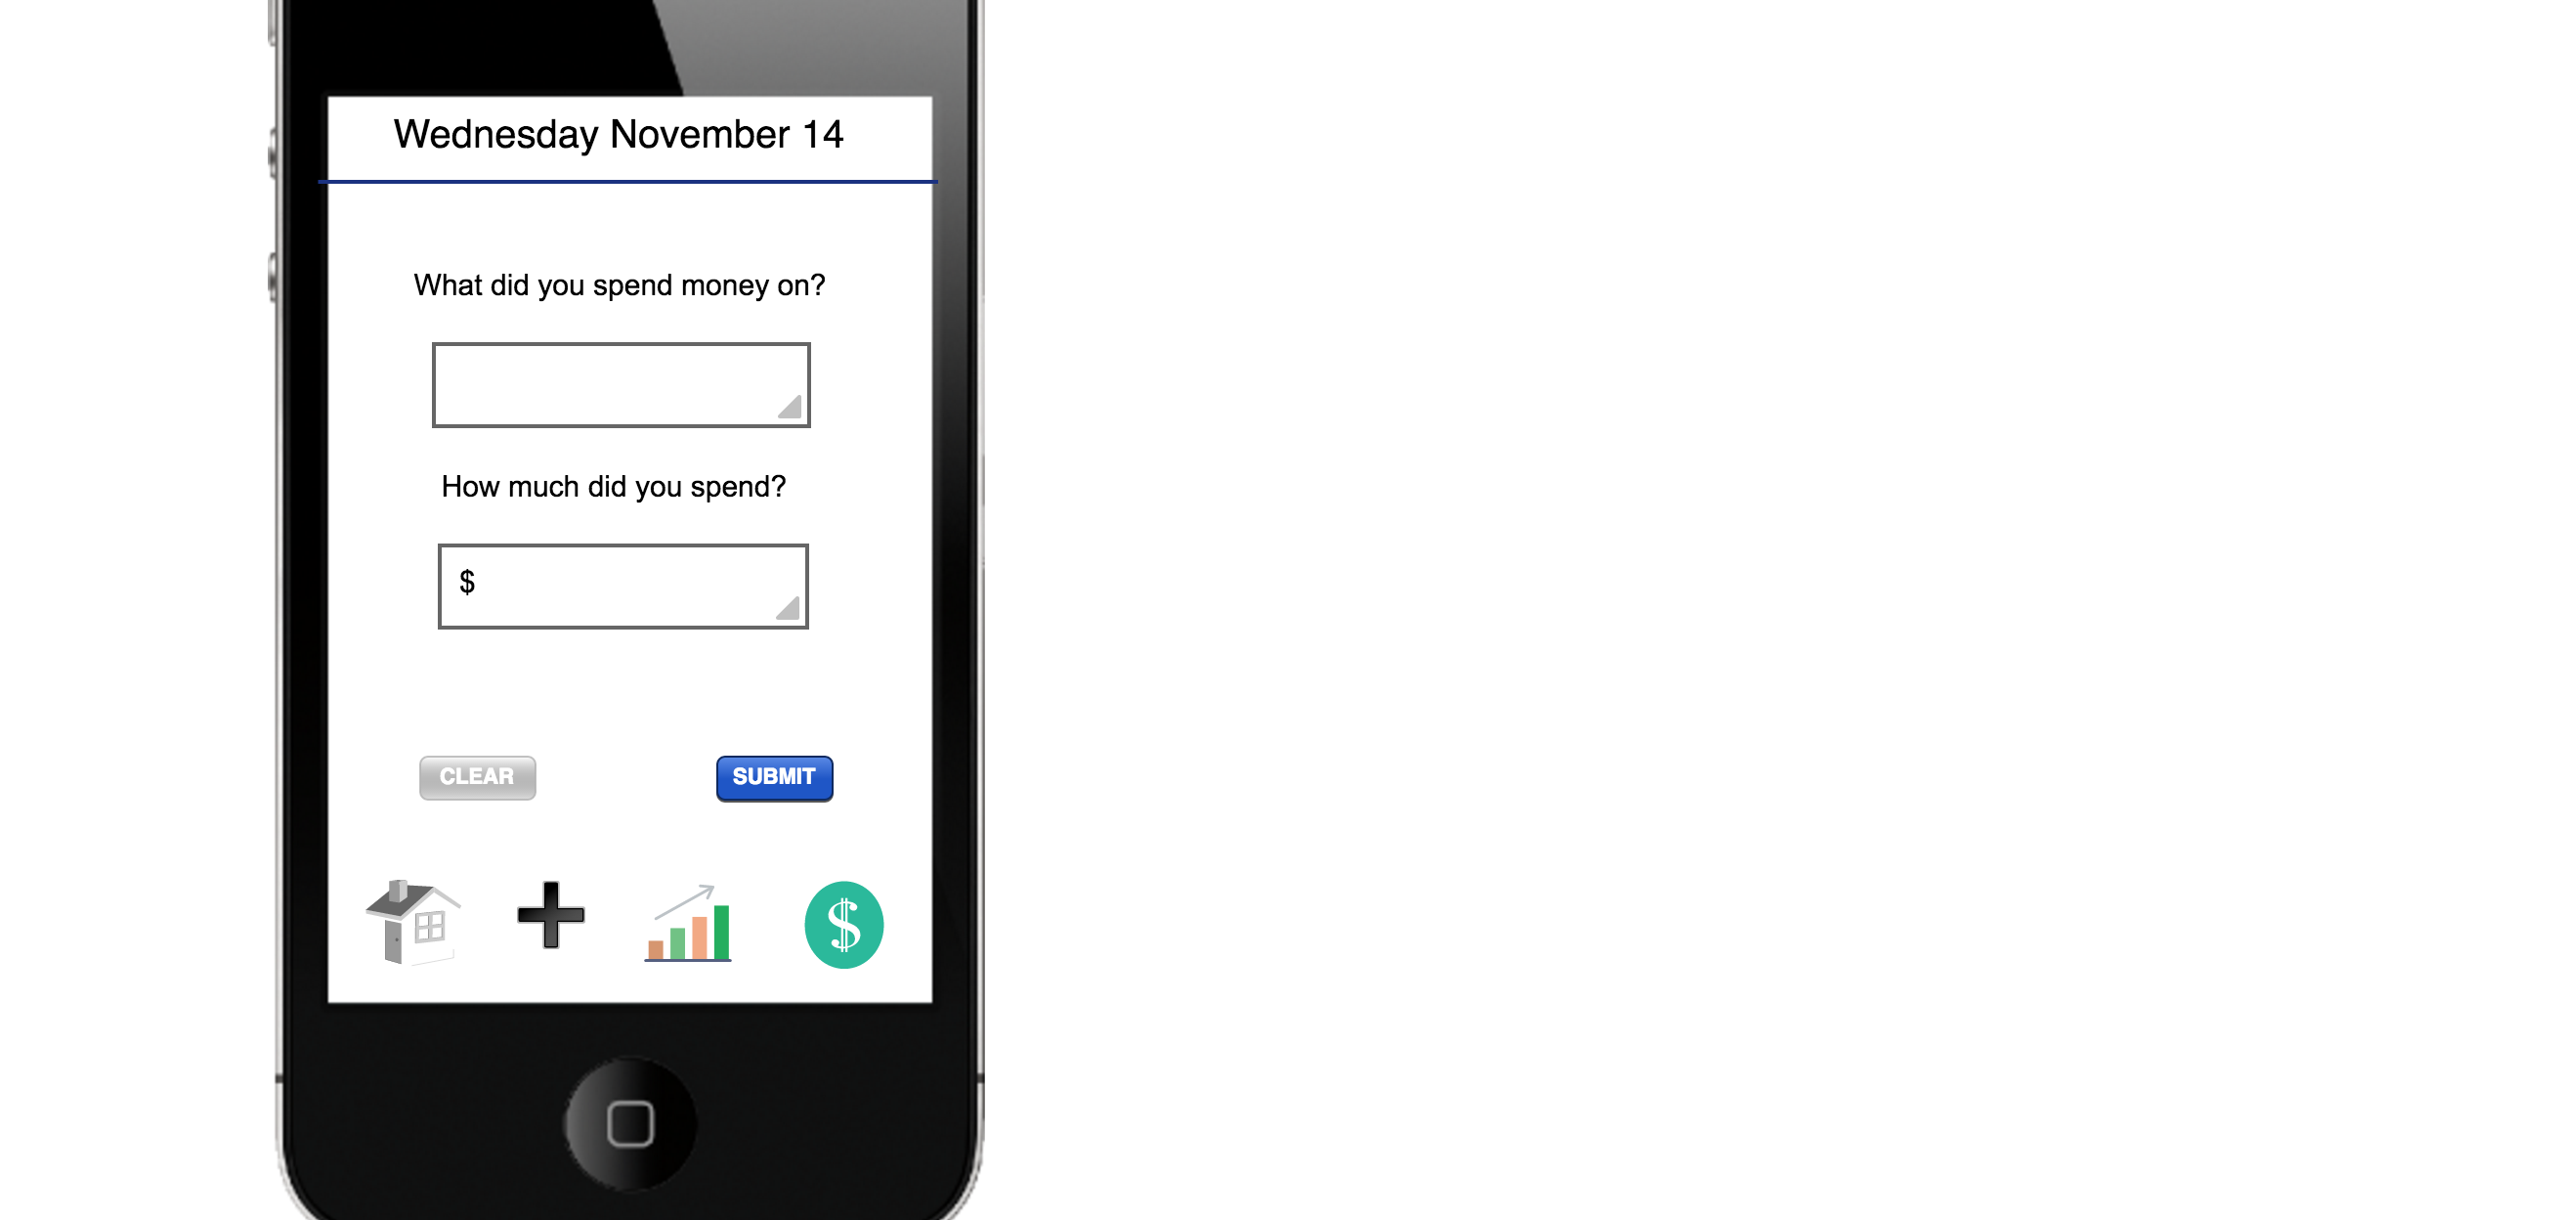 Wednesday November 14
What did you spend money on?
How much did you spend?
$
CLEAR
SUBMIT
$